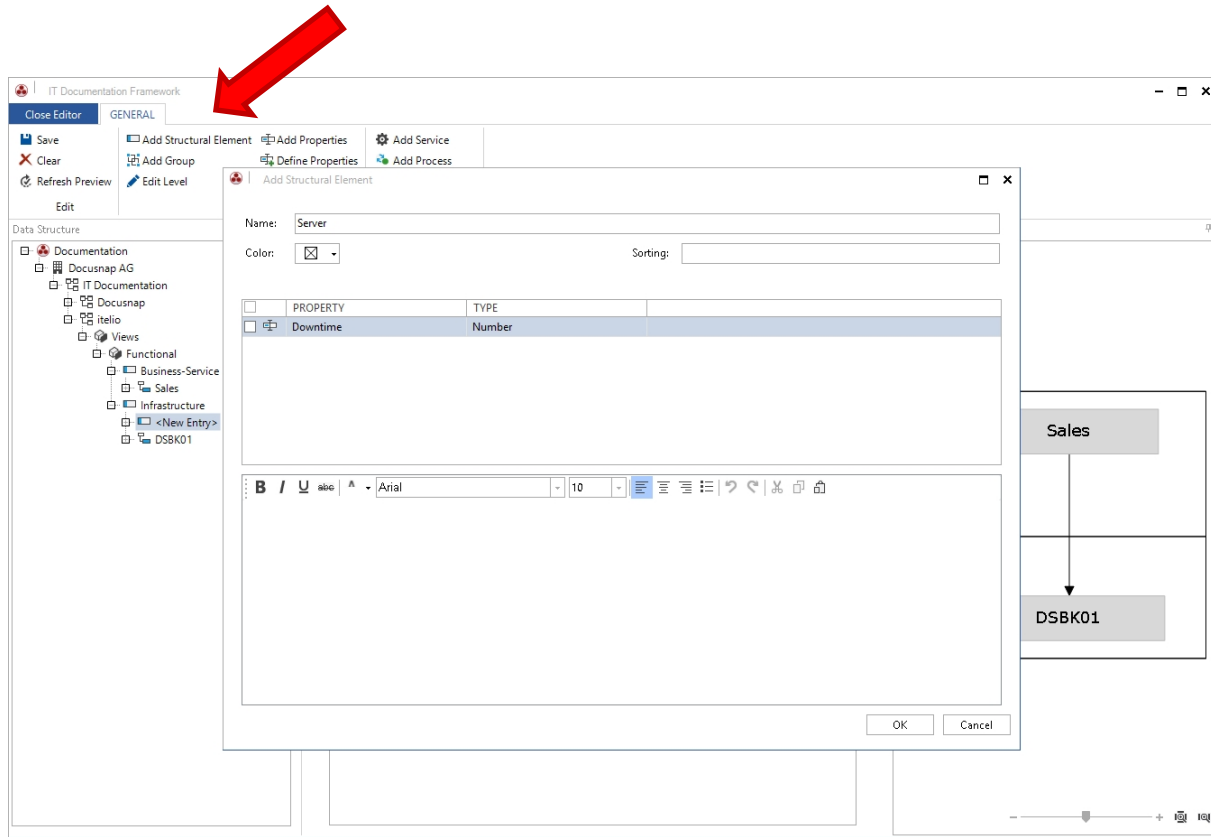 IT Documentation Framework
Close Editor GENERAL
Save Add Structural Element Add Properties Add Service
Clear Add Group Define Properties Add Process
Refresh Preview Edit Level
Edit
Add Structural Element
Data Structure
Documentation
Docusnap AG
IT Documentation
Docusnap
itelio
Views
Functional
Business-Service
Sales
Infrastructure
<New Entry>
DSBK01
Name: Server
Color: Sorting:
PROPERTY TYPE
Downtime Number
B I U abc A Arial 10
OK Cancel
Sales
DSBK01